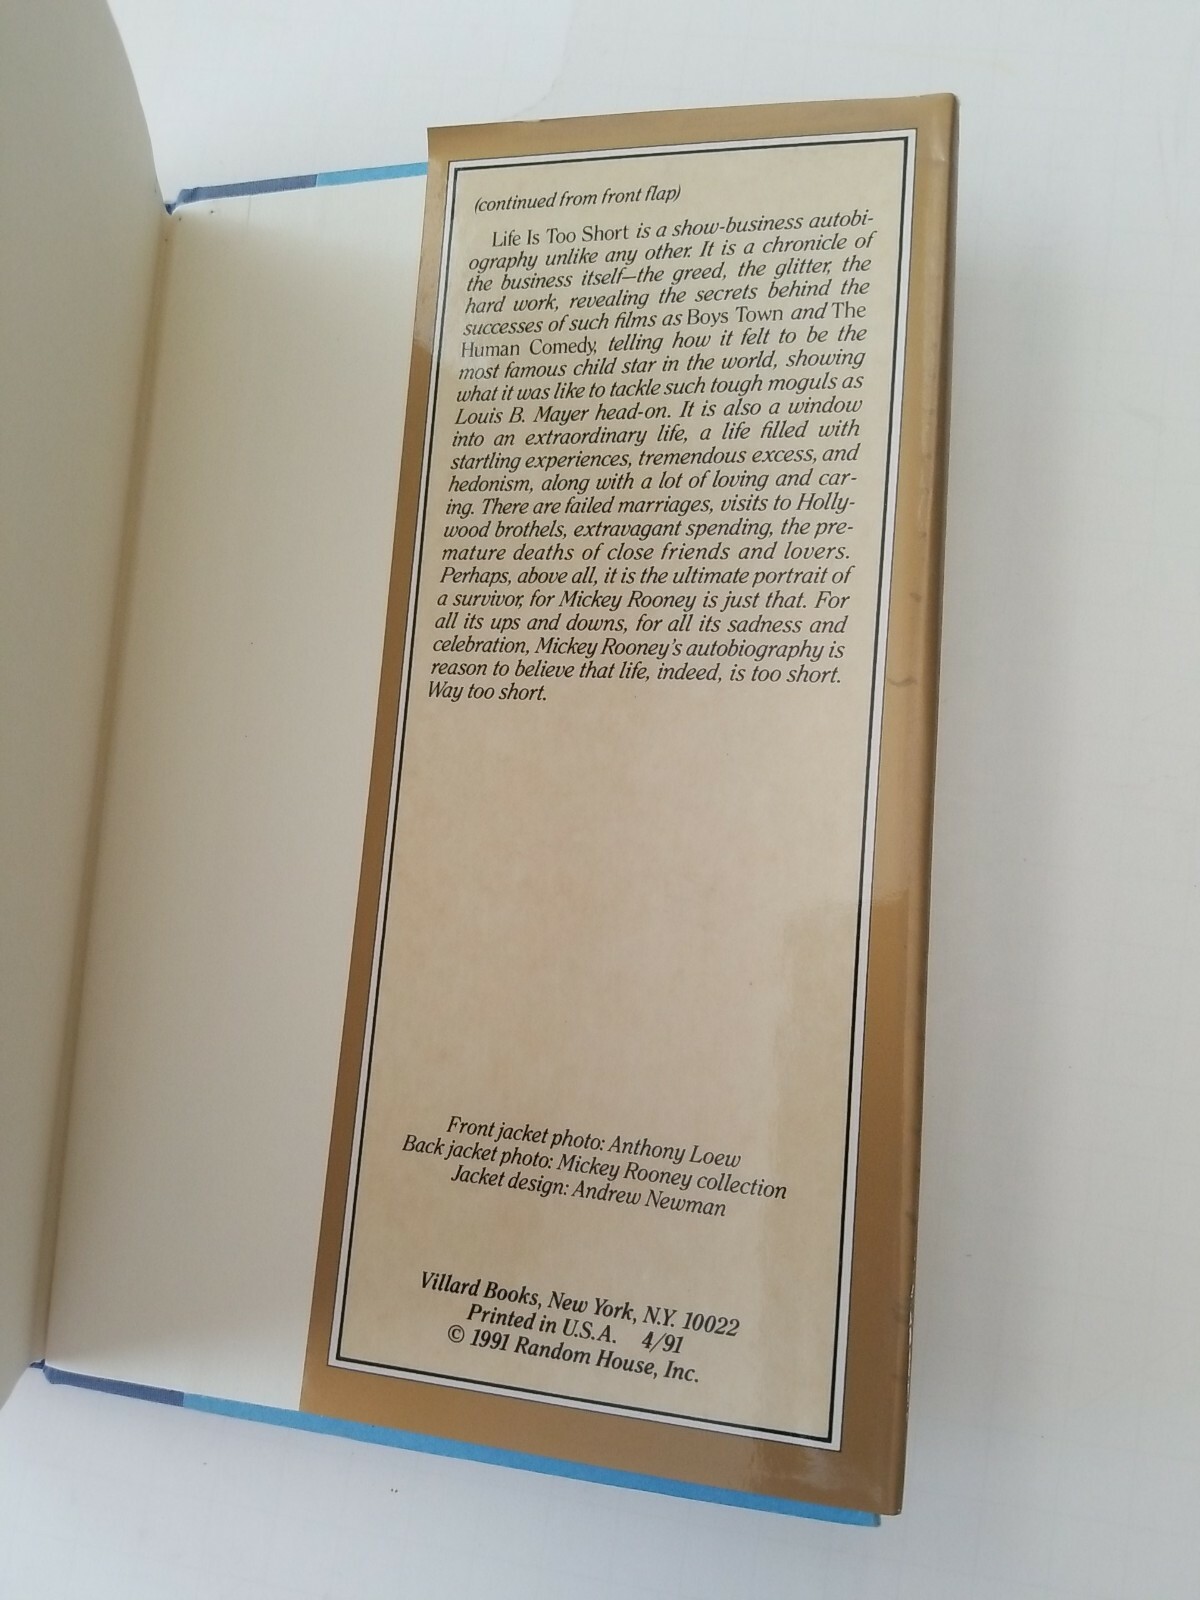 (continued from front flap)
Life Is Too Short is a show-business autobi-
ography unlike any other. It is a chronicle of
the business itself—the greed, the glitter, the
hard work, revealing the secrets behind the
successes of such films as Boys Town and The
Human Comedy, telling how it felt to be the
most famous child star in the world, showing
what it was like to tackle such tough moguls as
Louis B. Mayer head-on. It is also a window
into an extraordinary life, a life filled with
startling experiences, tremendous excess, and
hedonism, along with a lot of loving and car-
ing. There are failed marriages, visits to Holly-
wood brothels, extravagant spending, the pre-
mature deaths of close friends and lovers.
Perhaps, above all, it is the ultimate portrait of
a survivor, for Mickey Rooney is just that. For
all its ups and downs, for all its sadness and
celebration, Mickey Rooney's autobiography is
reason to believe that life, indeed, is too short.
Way too short.
Front jacket photo: Anthony Loew
Back jacket photo: Mickey Rooney collection
Jacket design: Andrew Newman
Villard Books, New York, N.Y. 10022
Printed in U.S.A. 4/91
© 1991 Random House, Inc.